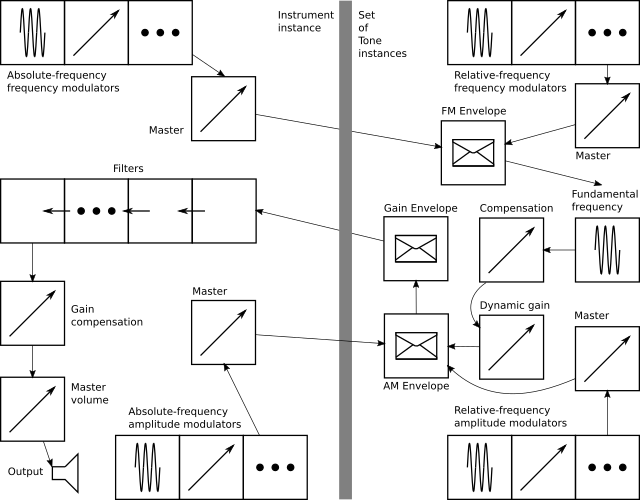 Instrument
instance
Set
of
Tone
instances
Absolute-frequency
frequency modulators
Relative-frequency
frequency modulators
FM Envelope
Master
Master
Filters
Fundamental
frequency
Gain Envelope
Compensation
Master
Gain
compensation
Dynamic gain
Master
AM Envelope
Master
volume
Absolute-frequency
amplitude modulators
Relative-frequency
amplitude modulators
Output